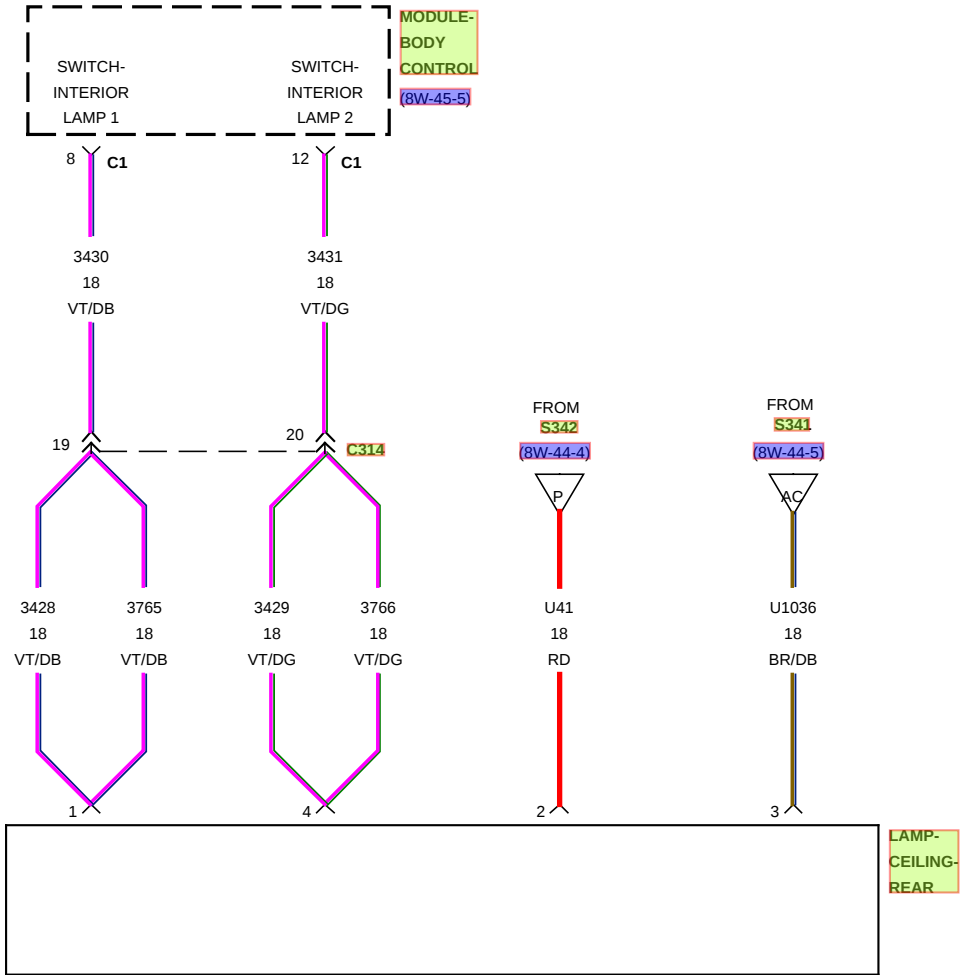 MODULE-
BODY
CONTROL
(8W-45-5)
SWITCH-
INTERIOR
LAMP 1
SWITCH-
INTERIOR
LAMP 2
8 C1
12 C1
3430
18
VT/DB
3431
18
VT/DG
19
20
C314
FROM
S342
(8W-44-4)
P
FROM
S341
(8W-44-5)
AC
3428
18
VT/DB
3765
18
VT/DB
3429
18
VT/DG
3766
18
VT/DG
U41
18
RD
U1036
18
BR/DB
1
4
2
3
LAMP-
CEILING-
REAR